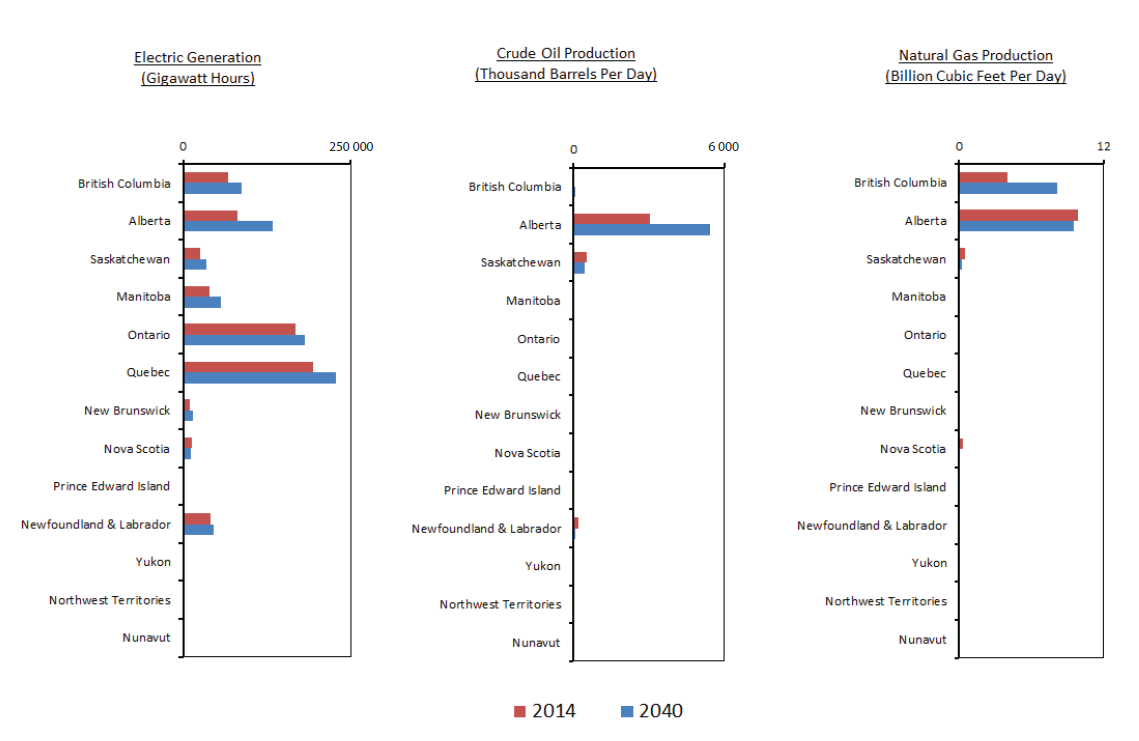 Electric Generation
(Gigawatt Hours)
0 250 000
British Columbia
Alberta
Saskatchewan
Manitoba
Ontario
Quebec
New Brunswick
Nova Scotia
Prince Edward Island
Newfoundland & Labrador
Yukon
Northwest Territories
Nunavut
Crude Oil Production
(Thousand Barrels Per Day)
0 6 000
British Columbia
Alberta
Saskatchewan
Manitoba
Ontario
Quebec
New Brunswick
Nova Scotia
Prince Edward Island
Newfoundland & Labrador
Yukon
Northwest Territories
Nunavut
Natural Gas Production
(Billion Cubic Feet Per Day)
0 12
British Columbia
Alberta
Saskatchewan
Manitoba
Ontario
Quebec
New Brunswick
Nova Scotia
Prince Edward Island
Newfoundland & Labrador
Yukon
Northwest Territories
Nunavut
2014 2040